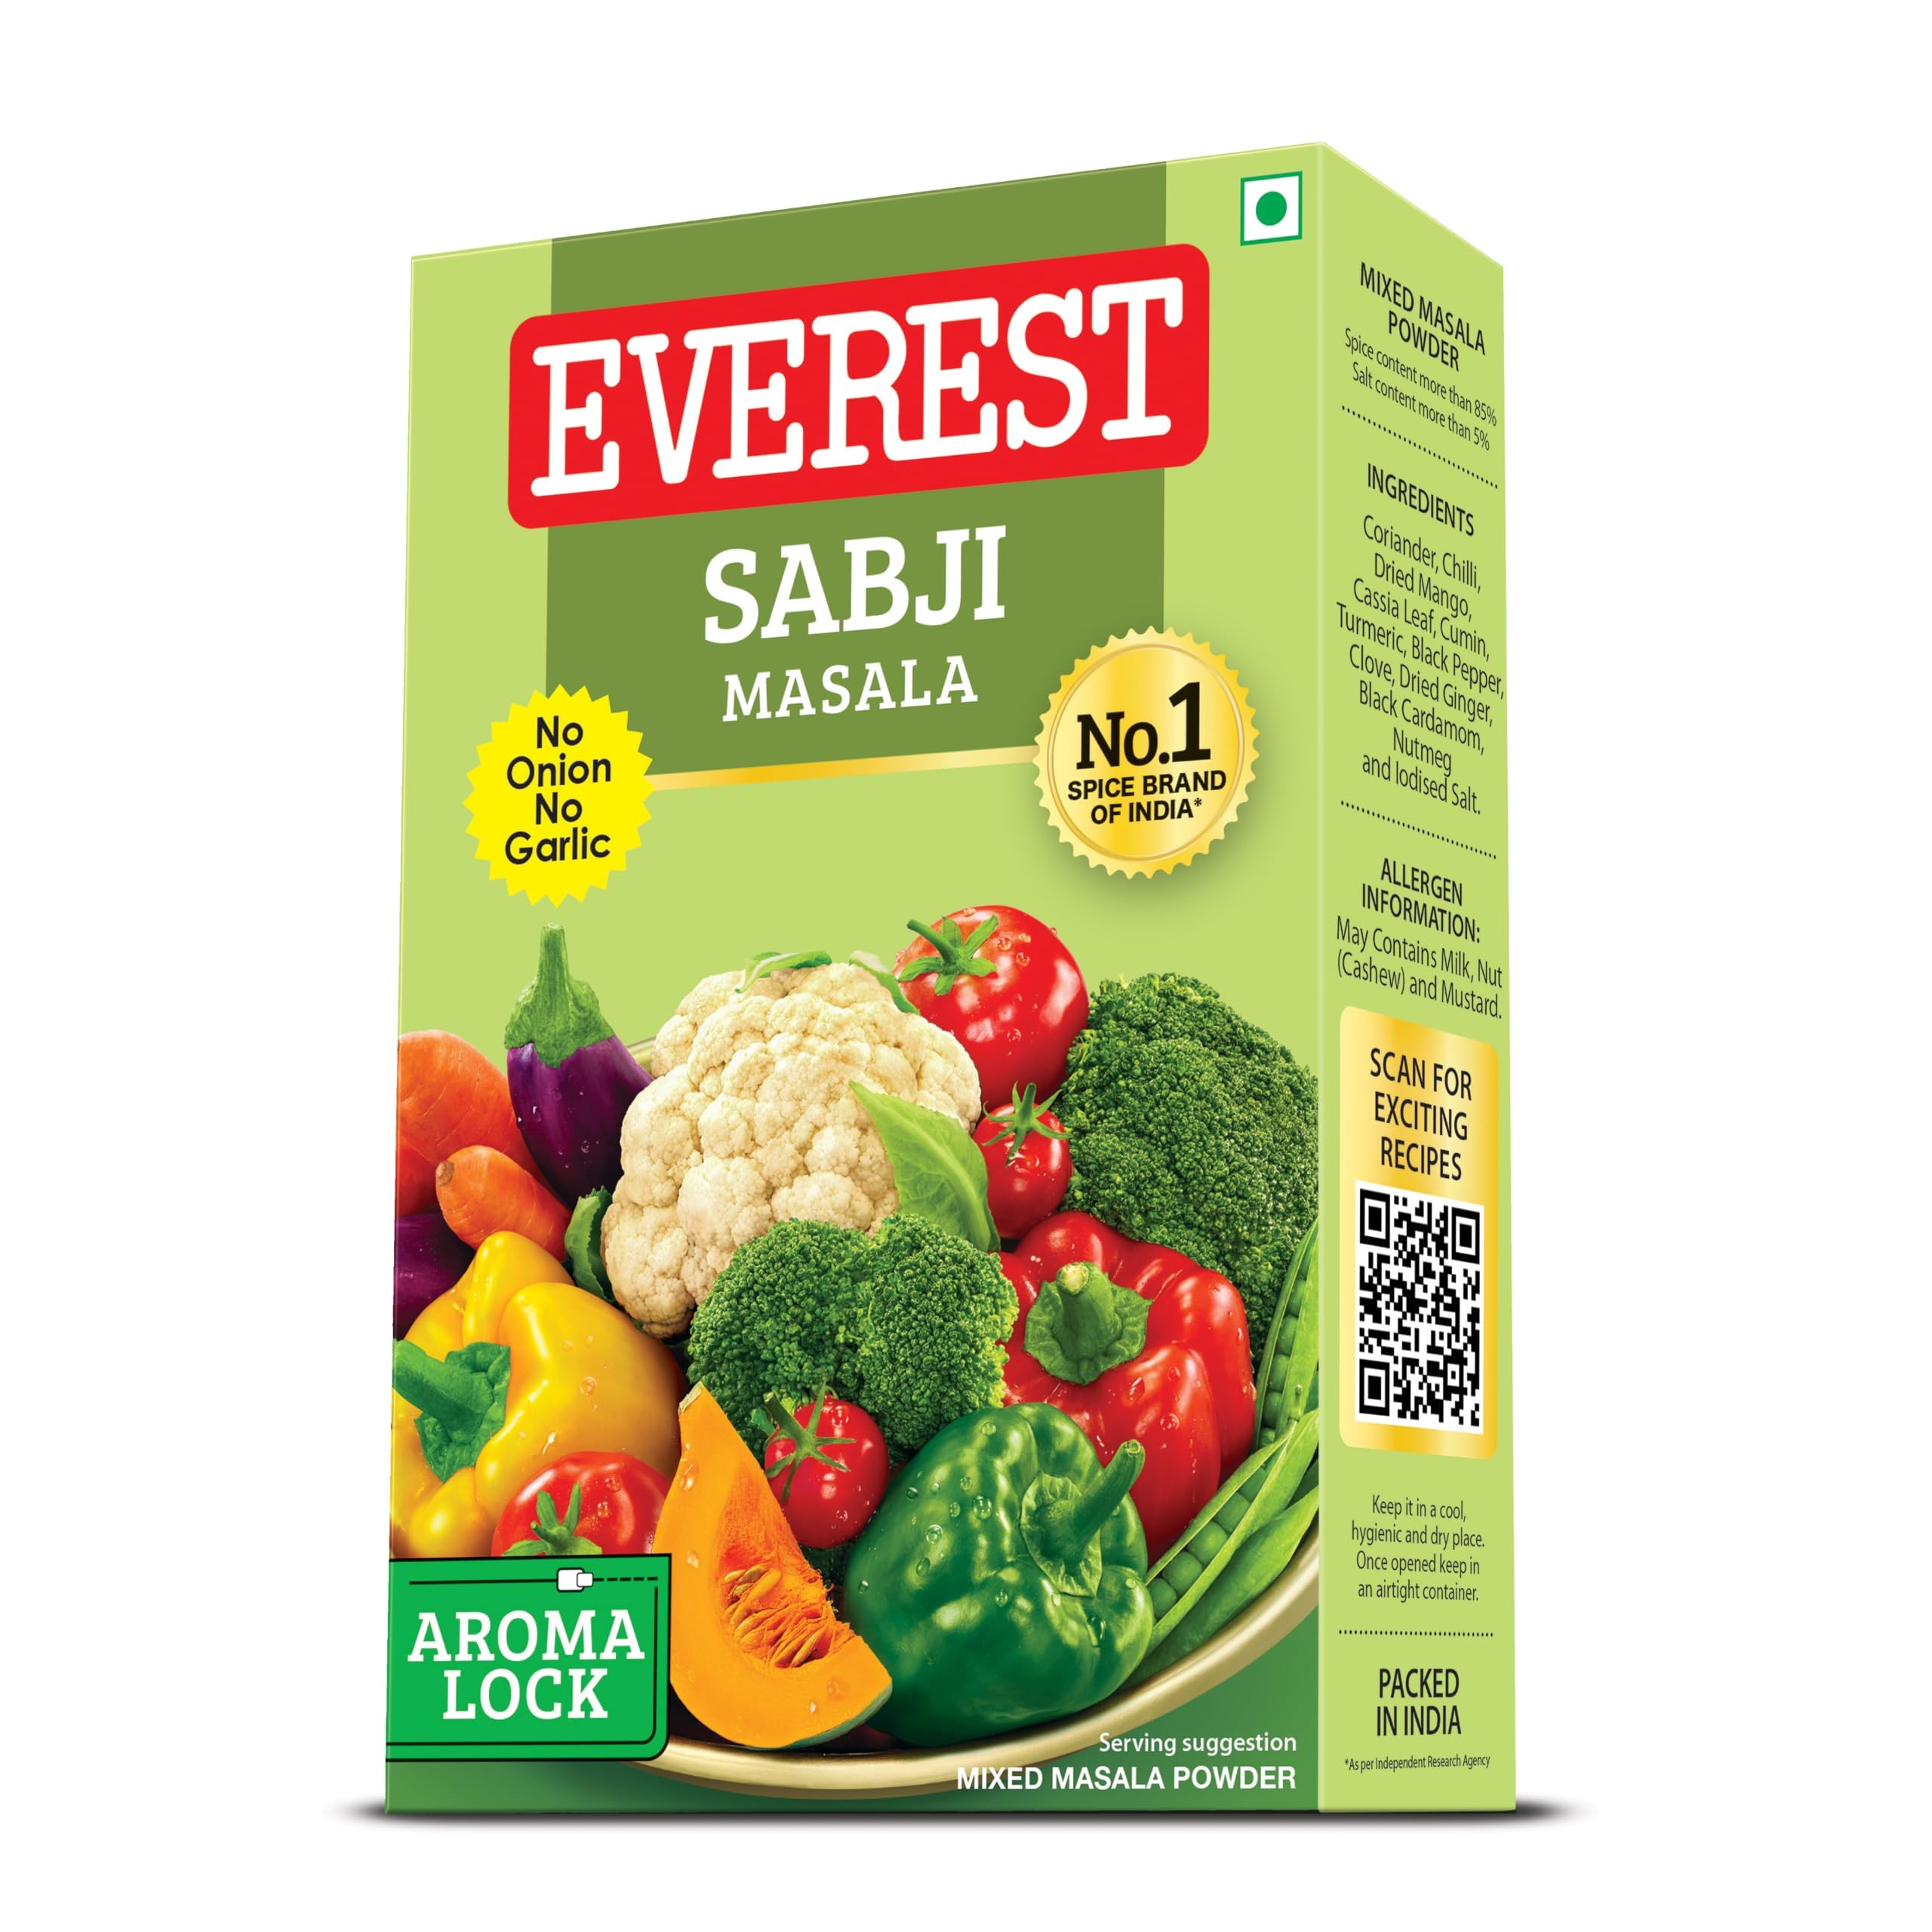 EVEREST
SABJI
MASALA
No
Onion
No
Garlic
No.1
SPICE BRAND
OF INDIA*
AROMA
LOCK
Serving suggestion
MIXED MASALA POWDER
MIXED MASALA
POWDER
Spice content more than 85%
Salt content more than 5%
INGREDIENTS
Coriander, Chilli,
Dried Mango,
Cassia Leaf, Cumin,
Turmeric, Black Pepper,
Clove, Dried Ginger,
Black Cardamom,
Nutmeg
and Iodised Salt.
ALLERGEN
INFORMATION:
May Contains Milk, Nut
(Cashew) and Mustard.
SCAN FOR
EXCITING
RECIPES
Keep it in a cool,
hygienic and dry place.
Once opened keep in
an airtight container.
PACKED
IN INDIA
*As per Independent Research Agency